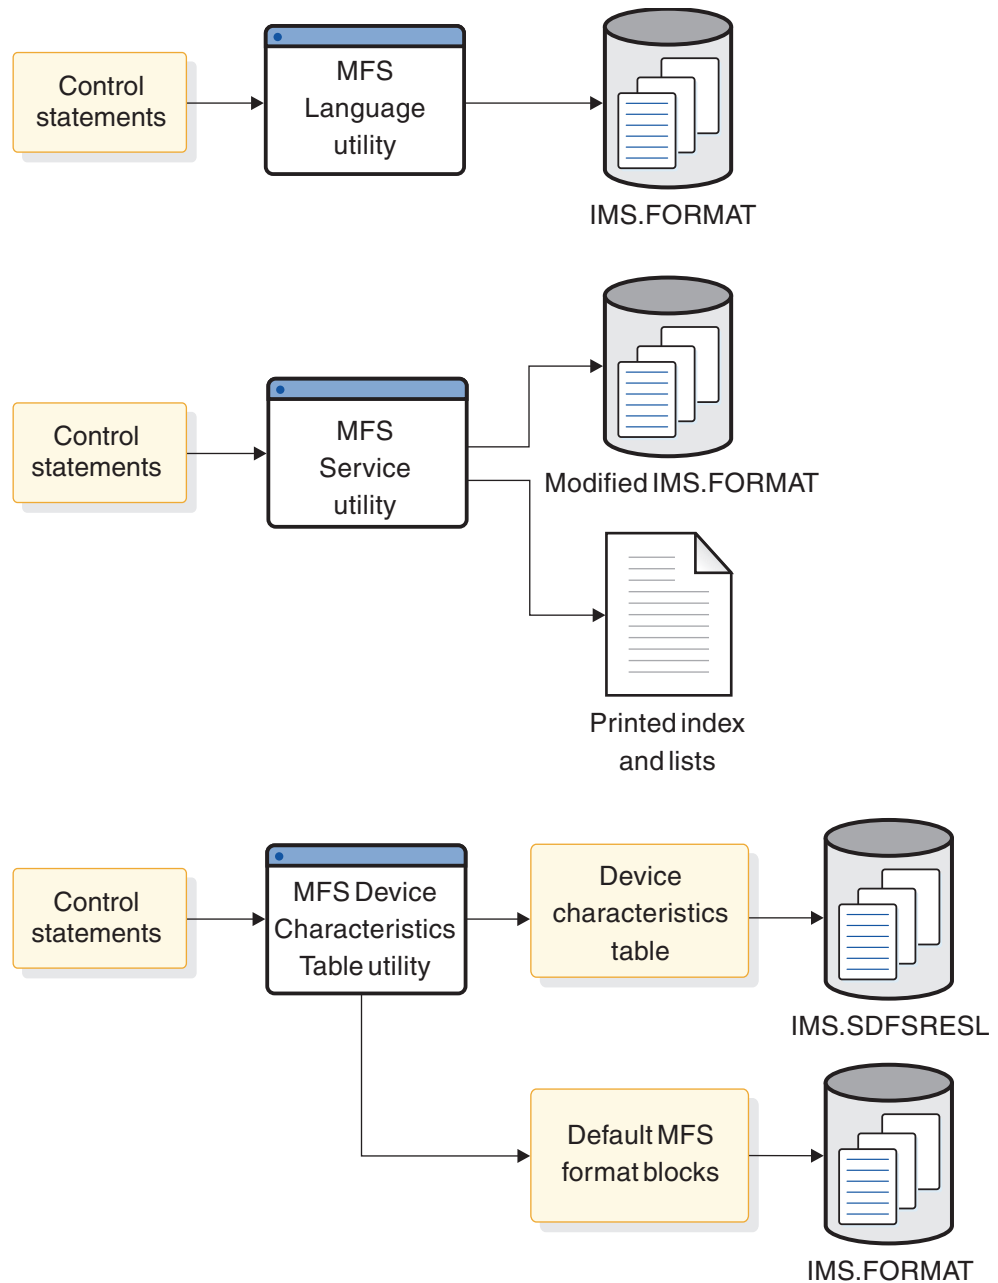 Control
statements
MFS
Language
utility
IMS.FORMAT
Control
statements
MFS
Service
utility
Modified IMS.FORMAT
Printed index
and lists
Control
statements
MFS Device
Characteristics
Table utility
Device
characteristics
table
IMS.SDFSRESL
Default MFS
format blocks
IMS.FORMAT